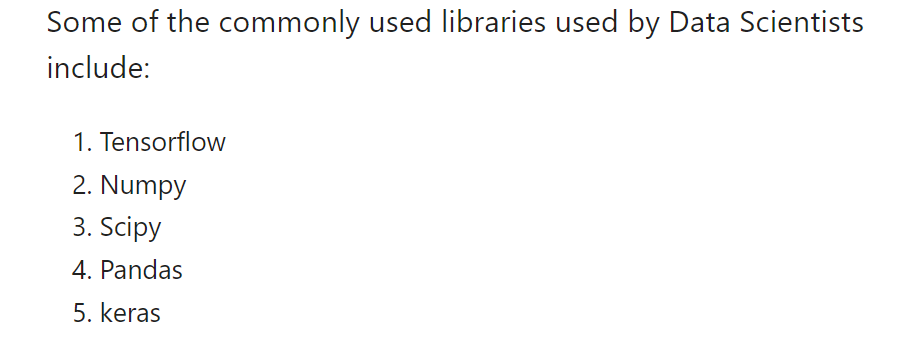 Some of the commonly used libraries used by Data Scientists
include:
1. Tensorflow
2. Numpy
3. Scipy
4. Pandas
5. keras